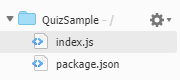 QuizSample - /
index.js
package.json